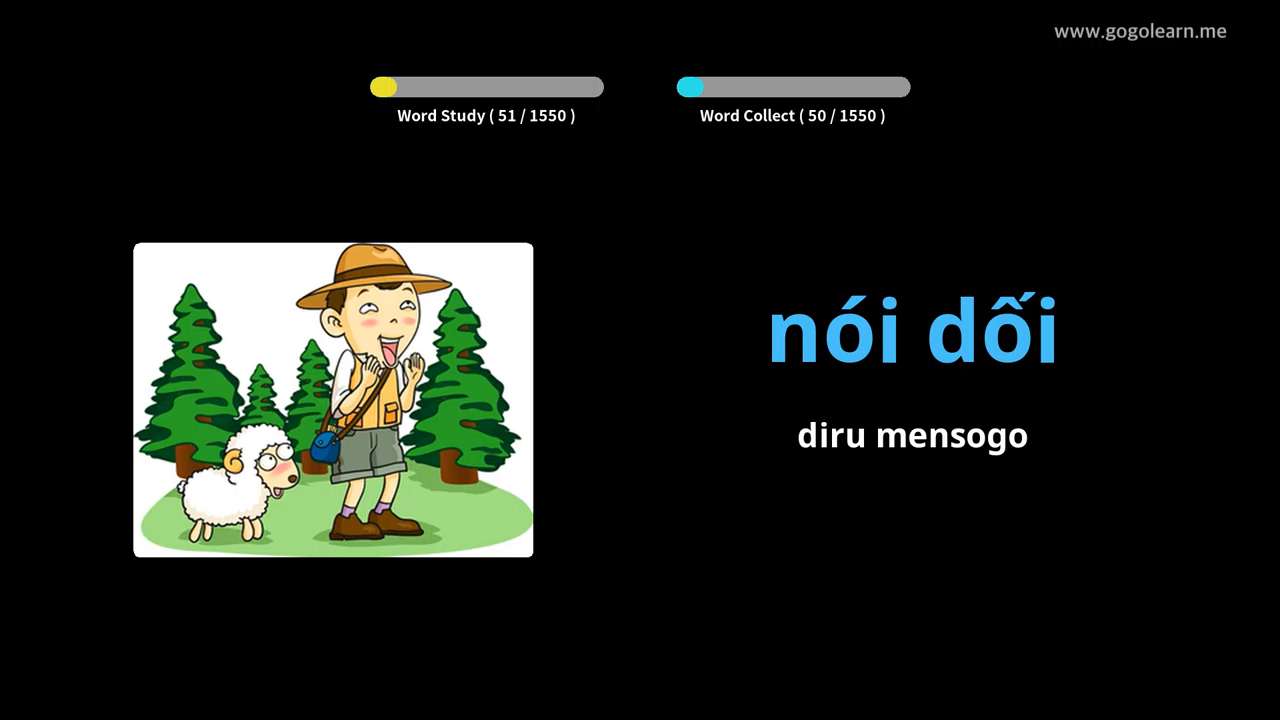 www.gogolearn.me
Word Study ( 51 / 1550 )
Word Collect ( 50 / 1550 )
nói dối
diru mensogo